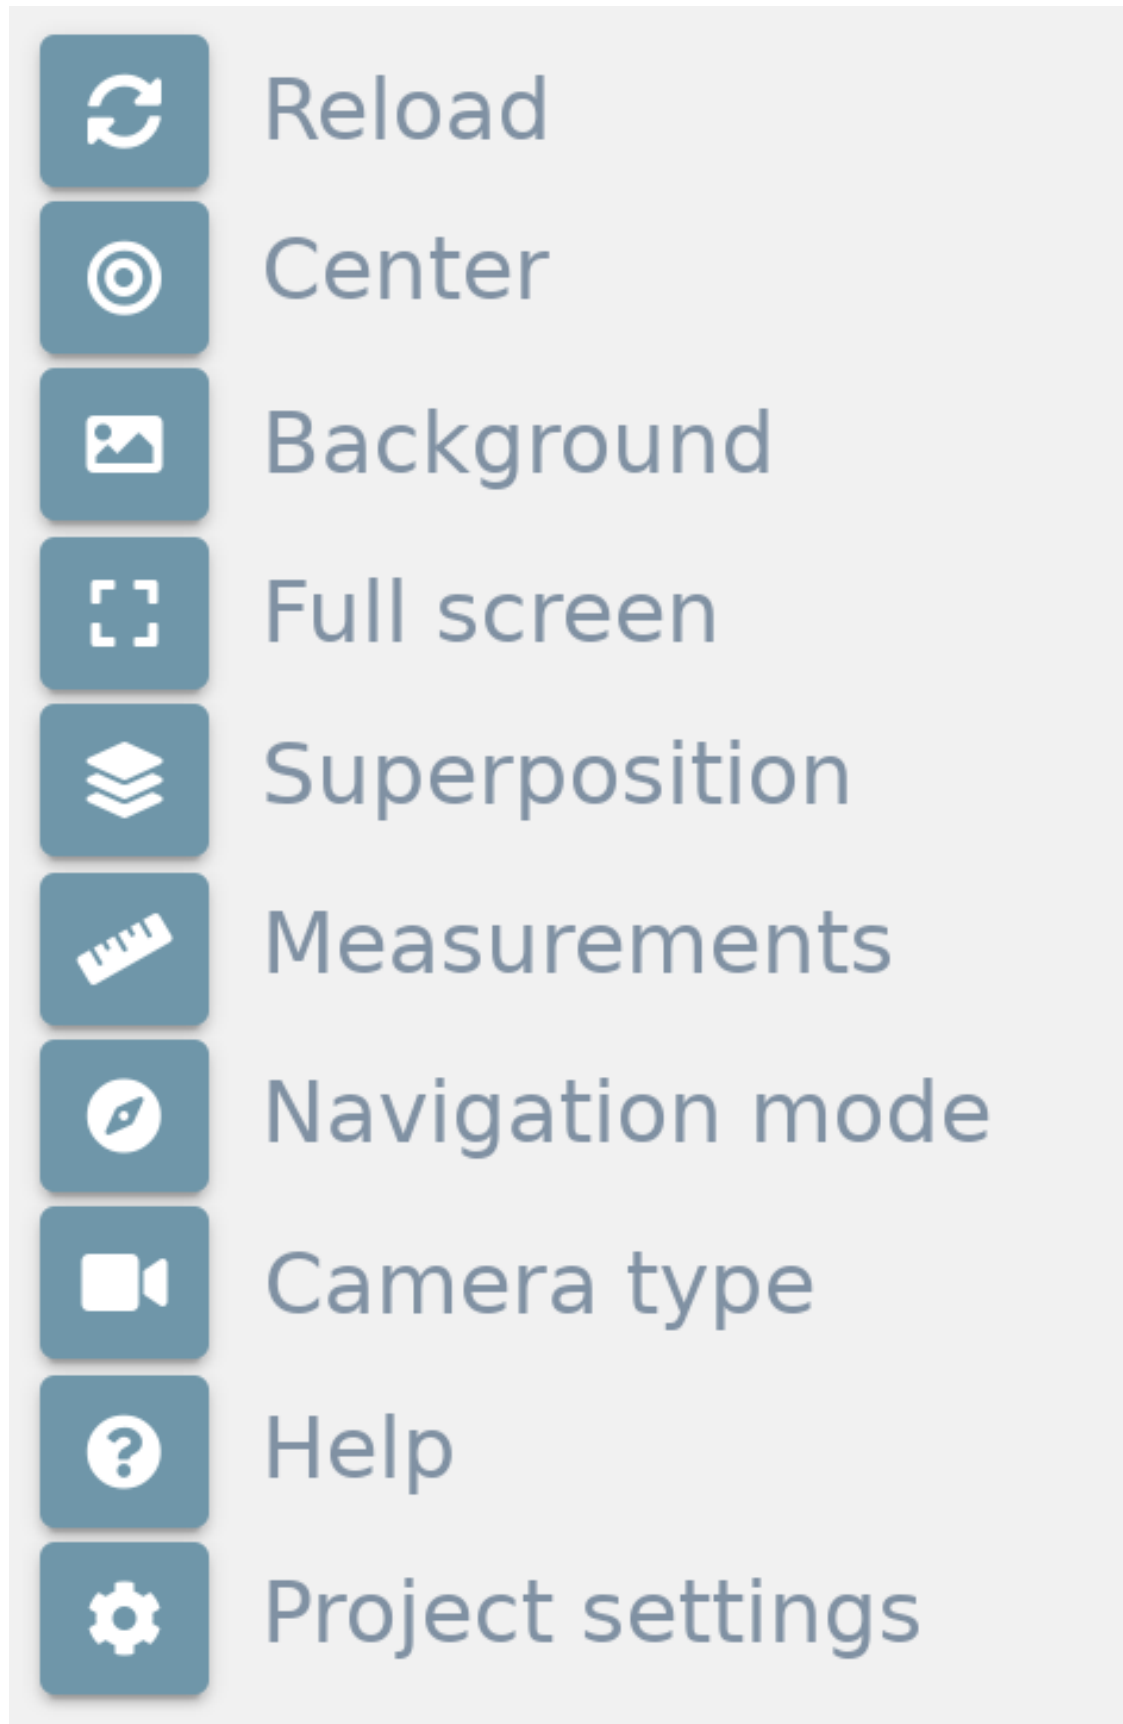 Reload
Center
Background
Full screen
Superposition
Measurements
Navigation mode
Camera type
Help
Project settings